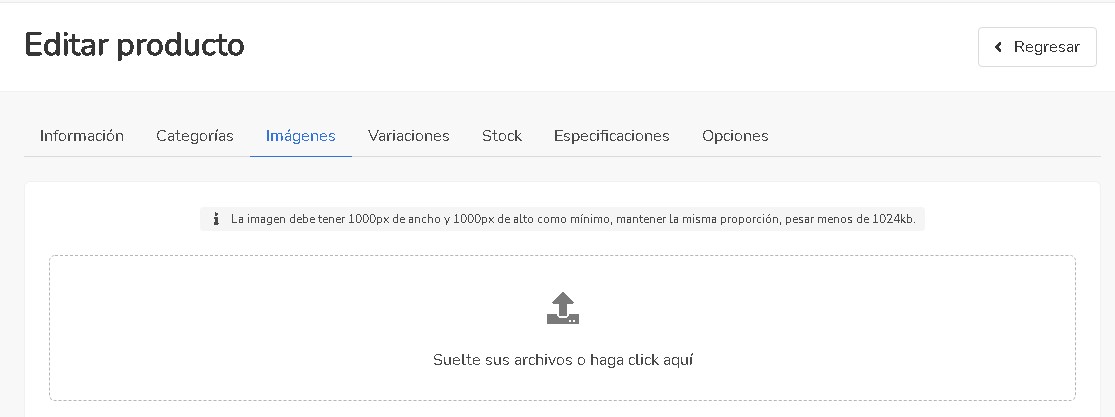 Editar producto
Regresar
Información Categorías Imágenes Variaciones Stock Especificaciones Opciones
La imagen debe tener 1000px de ancho y 1000px de alto como mínimo, mantener la misma proporción, pesar menos de 1024kb.
Suelte sus archivos o haga click aquí